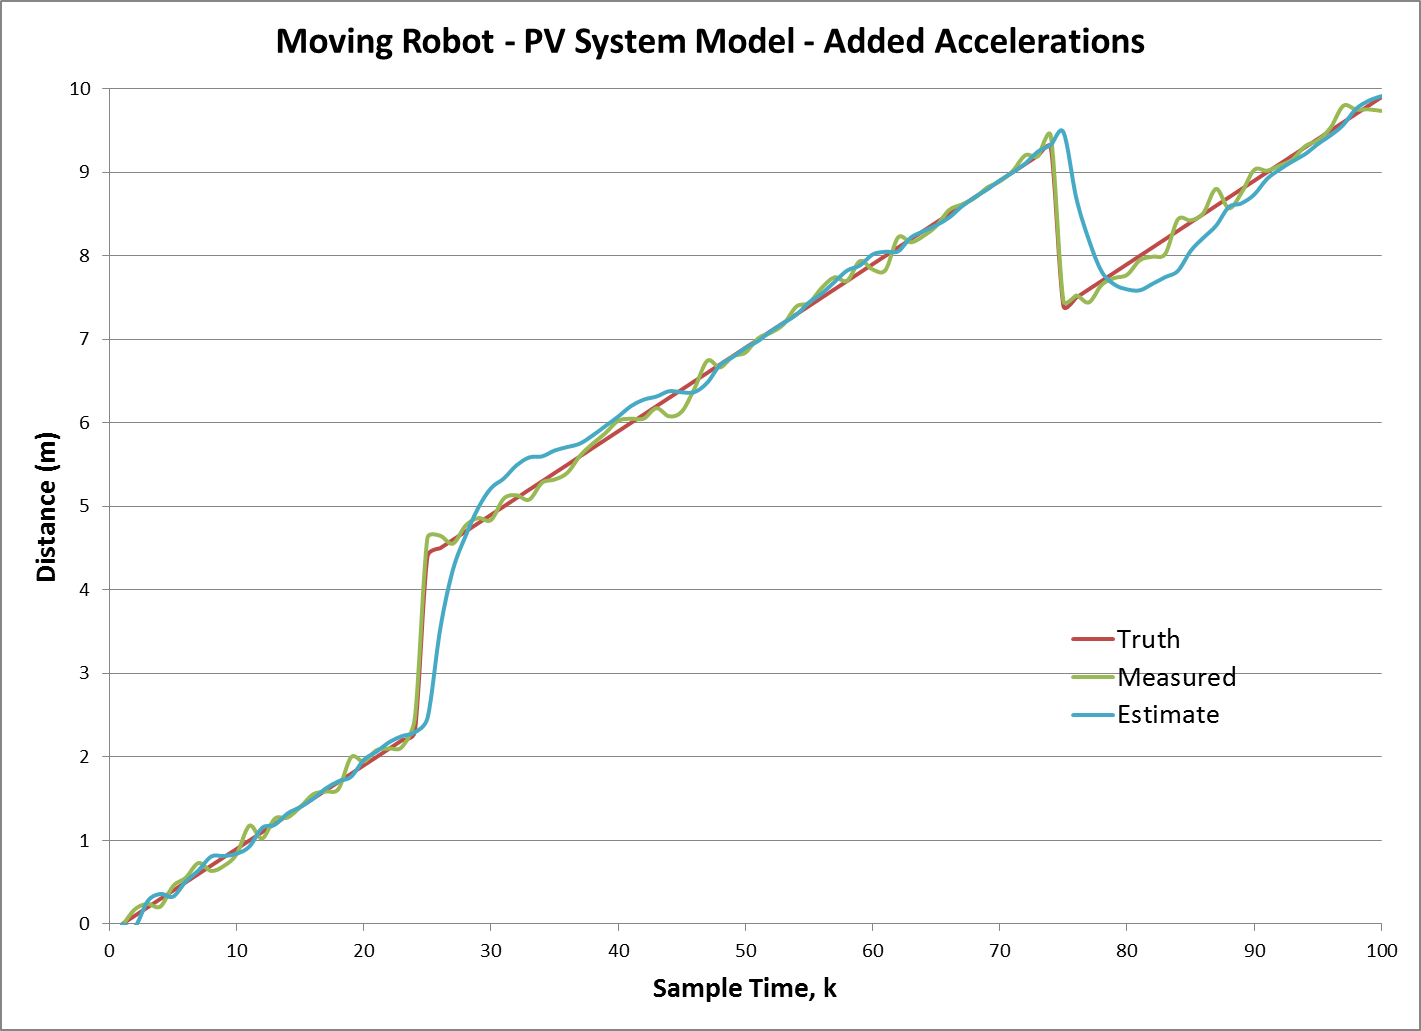 Moving Robot - PV System Model - Added Accelerations
10
9
8
7
6
5
4
3
2
1
0
Distance (m)
Truth
Measured
Estimate
0 10 20 30 40 50 60 70 80 90 100
Sample Time, k